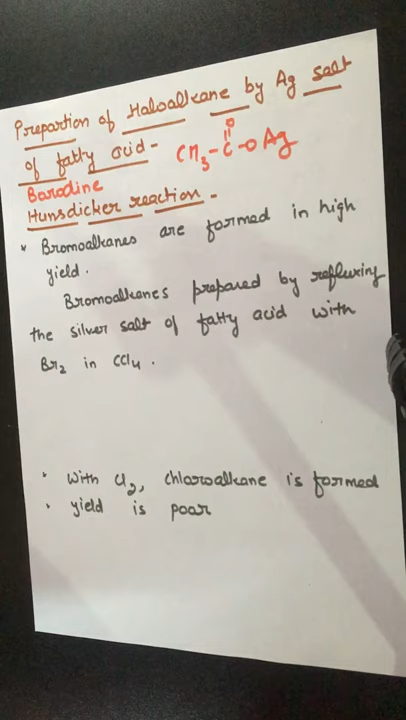 Prepartion of Haloalkane by Ag salt
of fatty acid-
CH3-C-OAg
O
Borodine
Hunsdicker reaction -
* Bromoalkanes are formed in high
yield.
Bromoalkanes prepared by refluxing
the silver salt of fatty acid with
Br2 in CCl4.
• with Cl2, chloroalkane is formed
• yield is poor